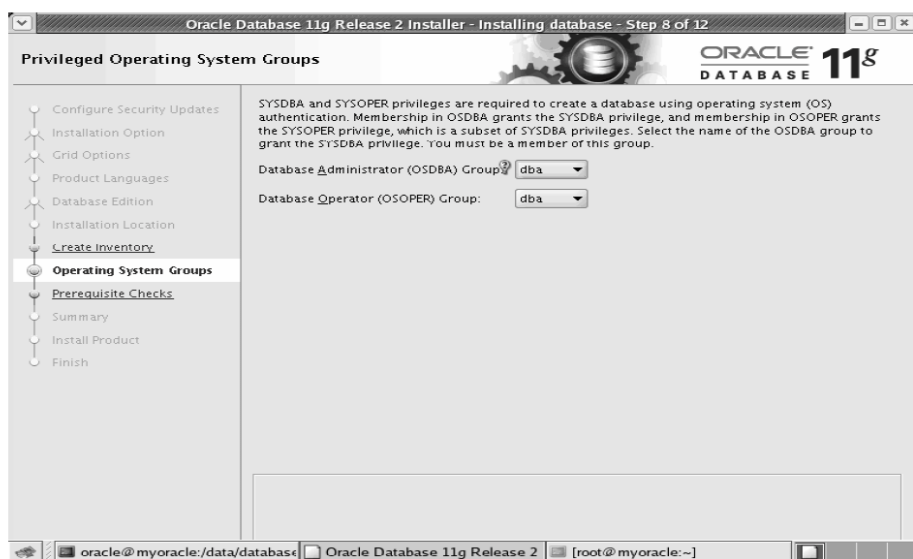 Oracle Database 11g Release 2 Installer - Installing database - Step 8 of 12
Privileged Operating System Groups
ORACLE
DATABASE 11g
Configure Security Updates
Installation Option
Grid Options
Product Languages
Database Edition
Installation Location
Create Inventory
Operating System Groups
Prerequisite Checks
Summary
Install Product
Finish
SYSDBA and SYSOPER privileges are required to create a database using operating system (OS)
authentication. Membership in OSDBA grants the SYSDBA privilege, and membership in OSOPER grants
the SYSOPER privilege, which is a subset of SYSDBA privileges. Select the name of the OSDBA group to
grant the SYSDBA privilege. You must be a member of this group.
Database Administrator (OSDBA) Group dba
Database Operator (OSOPER) Group: dba
oracle@myoracle:/data/database
Oracle Database 11g Release 2
[root@myoracle:~]